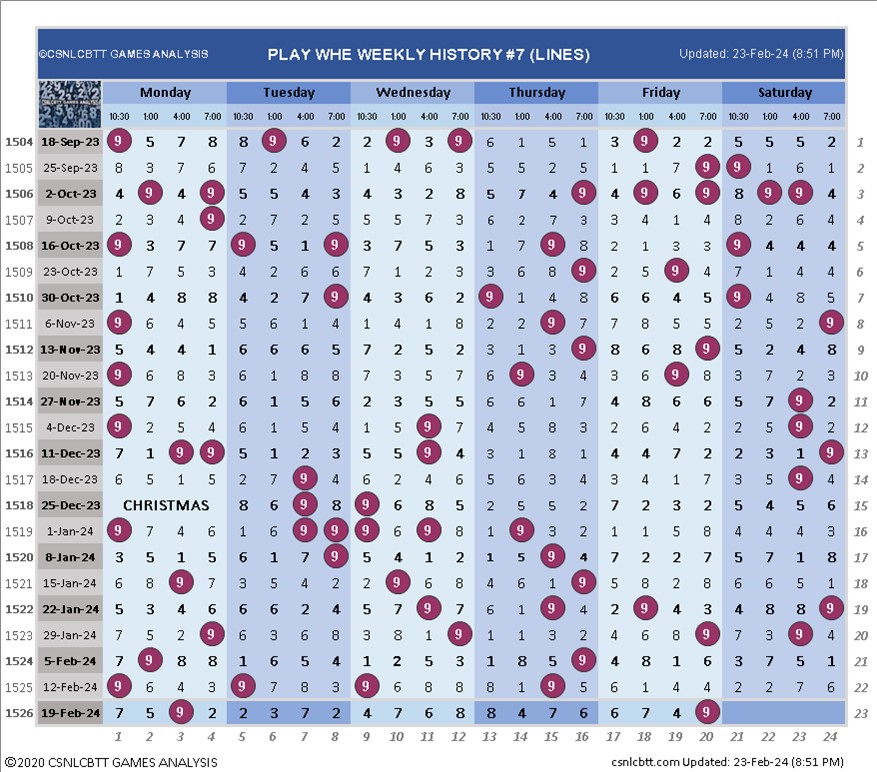 ©CSNLCBTT GAMES ANALYSIS PLAY WHE WEEKLY HISTORY #7 (LINES) Updated: 23-Feb-24 (8:51 PM)
Monday Tuesday Wednesday Thursday Friday Saturday
10:30 1:00 4:00 7:00 10:30 1:00 4:00 7:00 10:30 1:00 4:00 7:00 10:30 1:00 4:00 7:00 10:30 1:00 4:00 7:00 10:30 1:00 4:00 7:00
1504 18-Sep-23 9 5 7 8 8 9 6 2 2 9 3 9 6 1 5 1 3 9 2 2 5 5 5 2 1
1505 25-Sep-23 8 3 7 6 7 2 4 5 1 4 6 3 5 5 2 5 1 1 7 9 9 1 6 1 2
1506 2-Oct-23 4 9 4 9 5 5 4 3 4 3 2 8 5 7 4 9 4 9 6 9 8 9 9 4 3
1507 9-Oct-23 2 3 4 9 2 7 2 5 5 5 7 3 6 2 7 3 3 4 1 4 8 2 6 4 4
1508 16-Oct-23 9 3 7 7 9 5 1 9 3 7 5 3 1 7 9 8 2 1 3 3 9 4 4 4 5
1509 23-Oct-23 1 7 5 3 4 2 6 6 7 1 2 3 3 6 8 9 2 5 9 4 7 1 4 4 6
1510 30-Oct-23 1 4 8 8 4 2 7 9 4 3 6 2 9 1 4 8 6 6 4 5 9 4 8 5 7
1511 6-Nov-23 9 6 4 5 5 6 1 4 1 4 1 8 2 2 9 7 7 8 5 5 2 5 2 9 8
1512 13-Nov-23 5 4 4 1 6 6 6 5 7 2 5 2 3 1 3 9 8 6 8 9 5 2 4 8 9
1513 20-Nov-23 9 6 8 3 6 1 8 8 7 3 5 7 6 9 3 4 3 6 9 8 3 7 2 3 10
1514 27-Nov-23 5 7 6 2 6 1 5 6 2 3 5 5 6 6 1 7 4 8 6 6 5 7 9 2 11
1515 4-Dec-23 9 2 5 4 6 1 5 4 1 5 9 2 4 5 8 3 2 6 4 2 2 5 9 2 12
1516 11-Dec-23 7 1 9 9 5 1 2 3 5 5 9 4 3 1 8 1 4 4 7 2 2 3 1 9 13
1517 18-Dec-23 6 5 1 5 2 7 9 4 6 2 4 6 5 7 6 6 3 4 2 1 3 5 9 4 14
1518 25-Dec-23 CHRISTMAS 8 6 9 8 9 6 8 5 2 5 5 2 7 2 3 2 5 4 5 6 15
1519 1-Jan-24 9 7 4 6 1 6 9 9 9 6 9 8 1 9 3 2 1 1 5 8 4 4 4 3 16
1520 8-Jan-24 3 5 1 5 6 1 7 9 5 4 1 2 1 5 9 4 7 2 2 7 5 7 1 8 17
1521 15-Jan-24 6 8 9 7 3 5 4 2 2 9 6 8 4 6 1 9 5 8 2 8 6 6 5 1 18
1522 22-Jan-24 5 3 4 6 6 6 2 4 5 7 9 7 6 1 9 4 2 9 4 3 4 8 8 9 19
1523 29-Jan-24 7 5 2 9 6 3 6 8 3 8 1 9 1 1 3 2 4 6 8 9 7 3 9 4 20
1524 5-Feb-24 7 9 8 8 1 6 5 4 1 2 5 3 1 8 5 9 4 8 1 6 3 7 5 1 21
1525 12-Feb-24 9 6 4 3 9 7 8 3 9 6 8 8 8 1 9 5 6 1 4 4 2 2 7 6 22
1526 19-Feb-24 7 5 9 2 2 3 7 2 4 7 6 8 8 4 7 6 6 7 4 9 23
1 2 3 4 5 6 7 8 9 10 11 12 13 14 15 16 17 18 19 20 21 22 23 24
©2020 CSNLCBTT GAMES ANALYSIS csnlcbtt.com Updated: 23-Feb-24 (8:51 PM)